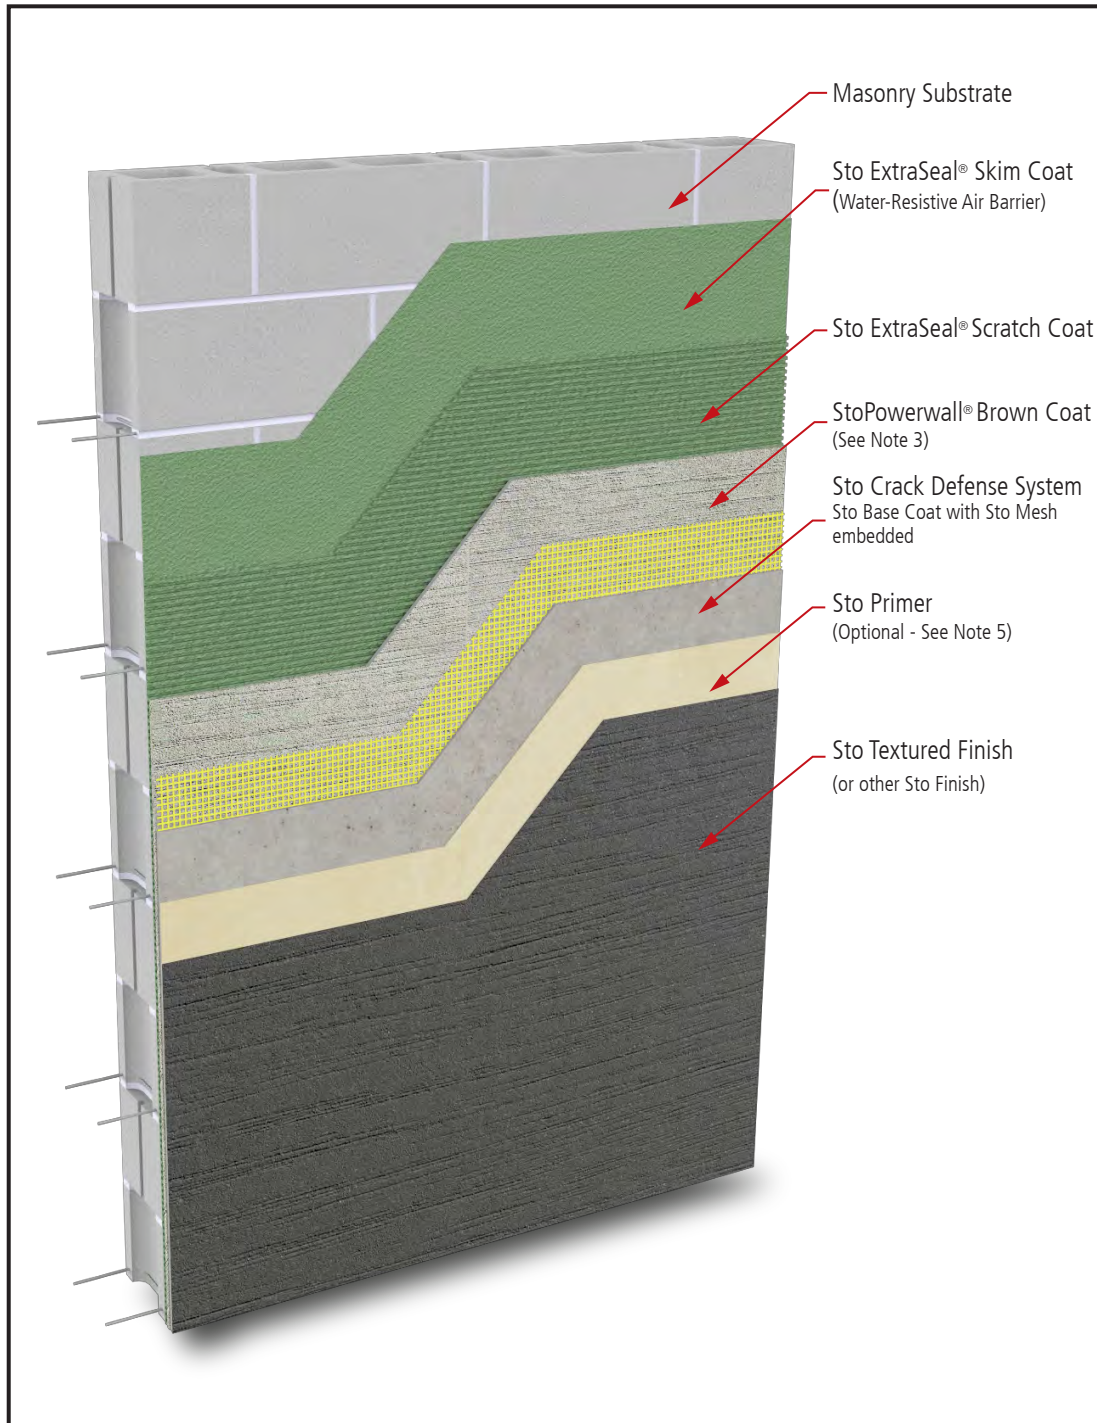 Masonry Substrate
Sto ExtraSeal® Skim Coat
(Water-Resistive Air Barrier)
Sto ExtraSeal® Scratch Coat
StoPowerwall® Brown Coat
(See Note 3)
Sto Crack Defense System
Sto Base Coat with Sto Mesh
embedded
Sto Primer
(Optional - See Note 5)
Sto Textured Finish
(or other Sto Finish)